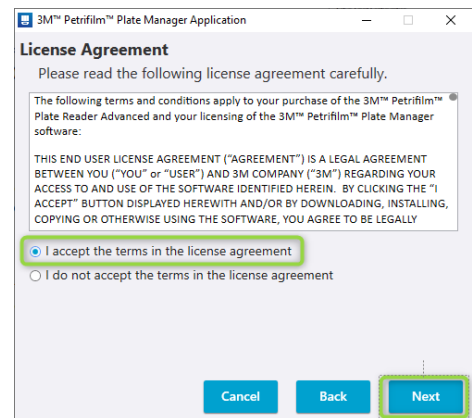 3M™ Petrifilm™ Plate Manager Application
License Agreement
Please read the following license agreement carefully.
The following terms and conditions apply to your purchase of the 3M™ Petrifilm™
Plate Reader Advanced and your licensing of the 3M™ Petrifilm™ Plate Manager
software:
THIS END USER LICENSE AGREEMENT (“AGREEMENT”) IS A LEGAL AGREEMENT
BETWEEN YOU (“YOU” or “USER”) AND 3M COMPANY (“3M”) REGARDING YOUR
ACCESS TO AND USE OF THE SOFTWARE IDENTIFIED HEREIN.  BY CLICKING THE “I
ACCEPT” BUTTON DISPLAYED HEREWITH AND/OR BY DOWNLOADING, INSTALLING,
COPYING OR OTHERWISE USING THE SOFTWARE, YOU AGREE TO BE LEGALLY
I accept the terms in the license agreement
I do not accept the terms in the license agreement
Cancel Back Next